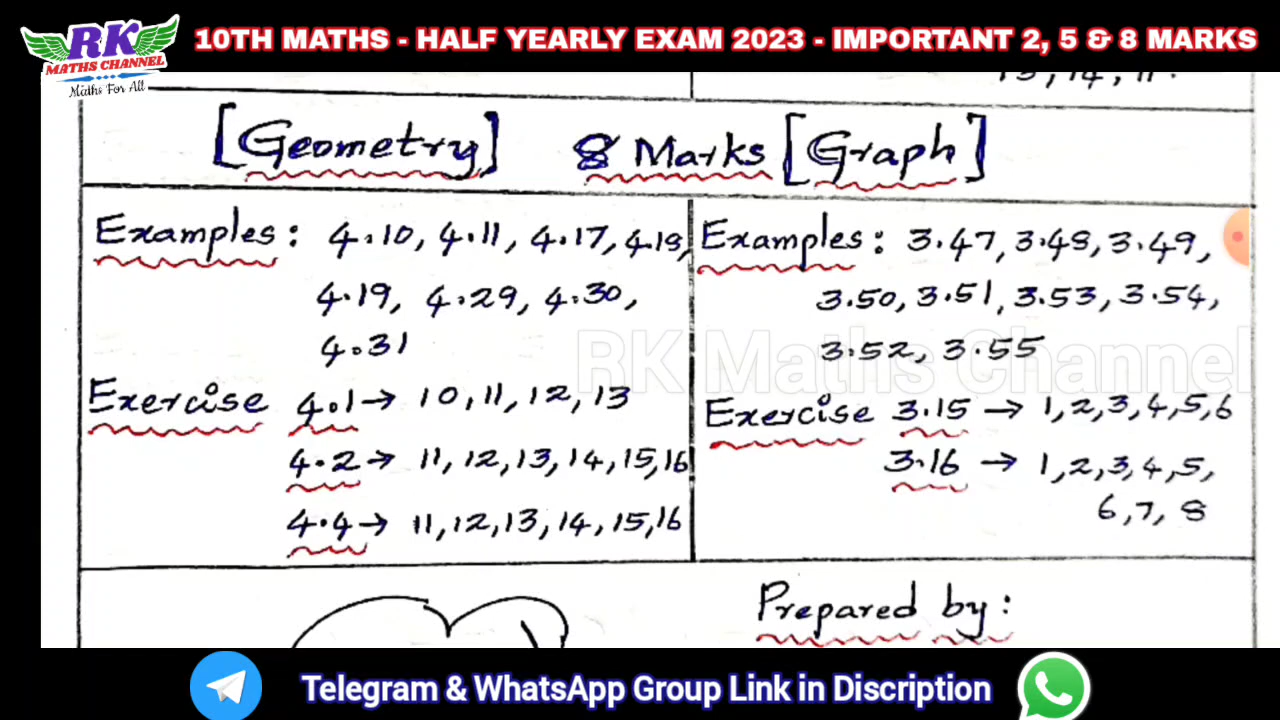 RK
MATHS CHANNEL
Maths For All
10TH MATHS - HALF YEARLY EXAM 2023 - IMPORTANT 2, 5 & 8 MARKS
[Geometry] 8 Marks [Graph]
Examples: 4.10, 4.11, 4.17, 4.18,
4.19, 4.29, 4.30,
4.31
Exercise 4.1 → 10, 11, 12, 13
4.2 → 11, 12, 13, 14, 15, 16
4.4 → 11, 12, 13, 14, 15, 16
Examples: 3.47, 3.48, 3.49,
3.50, 3.51, 3.53, 3.54,
3.52, 3.55
Exercise 3.15 → 1, 2, 3, 4, 5, 6
3.16 → 1, 2, 3, 4, 5,
6, 7, 8
RK Maths Channel
Prepared by:
Telegram & WhatsApp Group Link in Discription